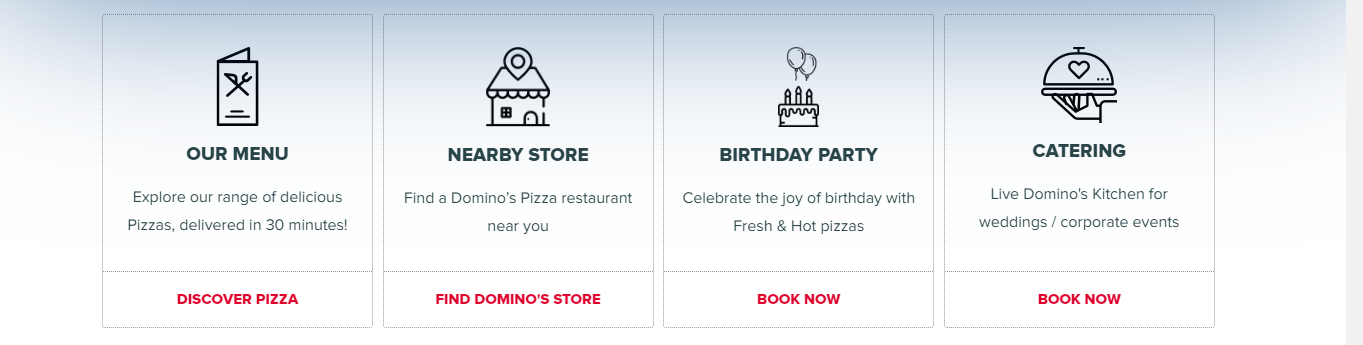 OUR MENU
Explore our range of delicious
Pizzas, delivered in 30 minutes!
DISCOVER PIZZA
NEARBY STORE
Find a Domino’s Pizza restaurant
near you
FIND DOMINO'S STORE
BIRTHDAY PARTY
Celebrate the joy of birthday with
Fresh & Hot pizzas
BOOK NOW
CATERING
Live Domino's Kitchen for
weddings / corporate events
BOOK NOW